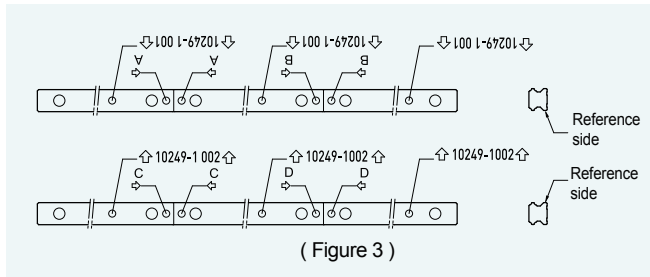 10249-1 001 10249-1 001 10249-1 001
A A B B
Reference
side
10249-1 002 10249-1002 10249-1002
C C D D
Reference
side
( Figure 3 )